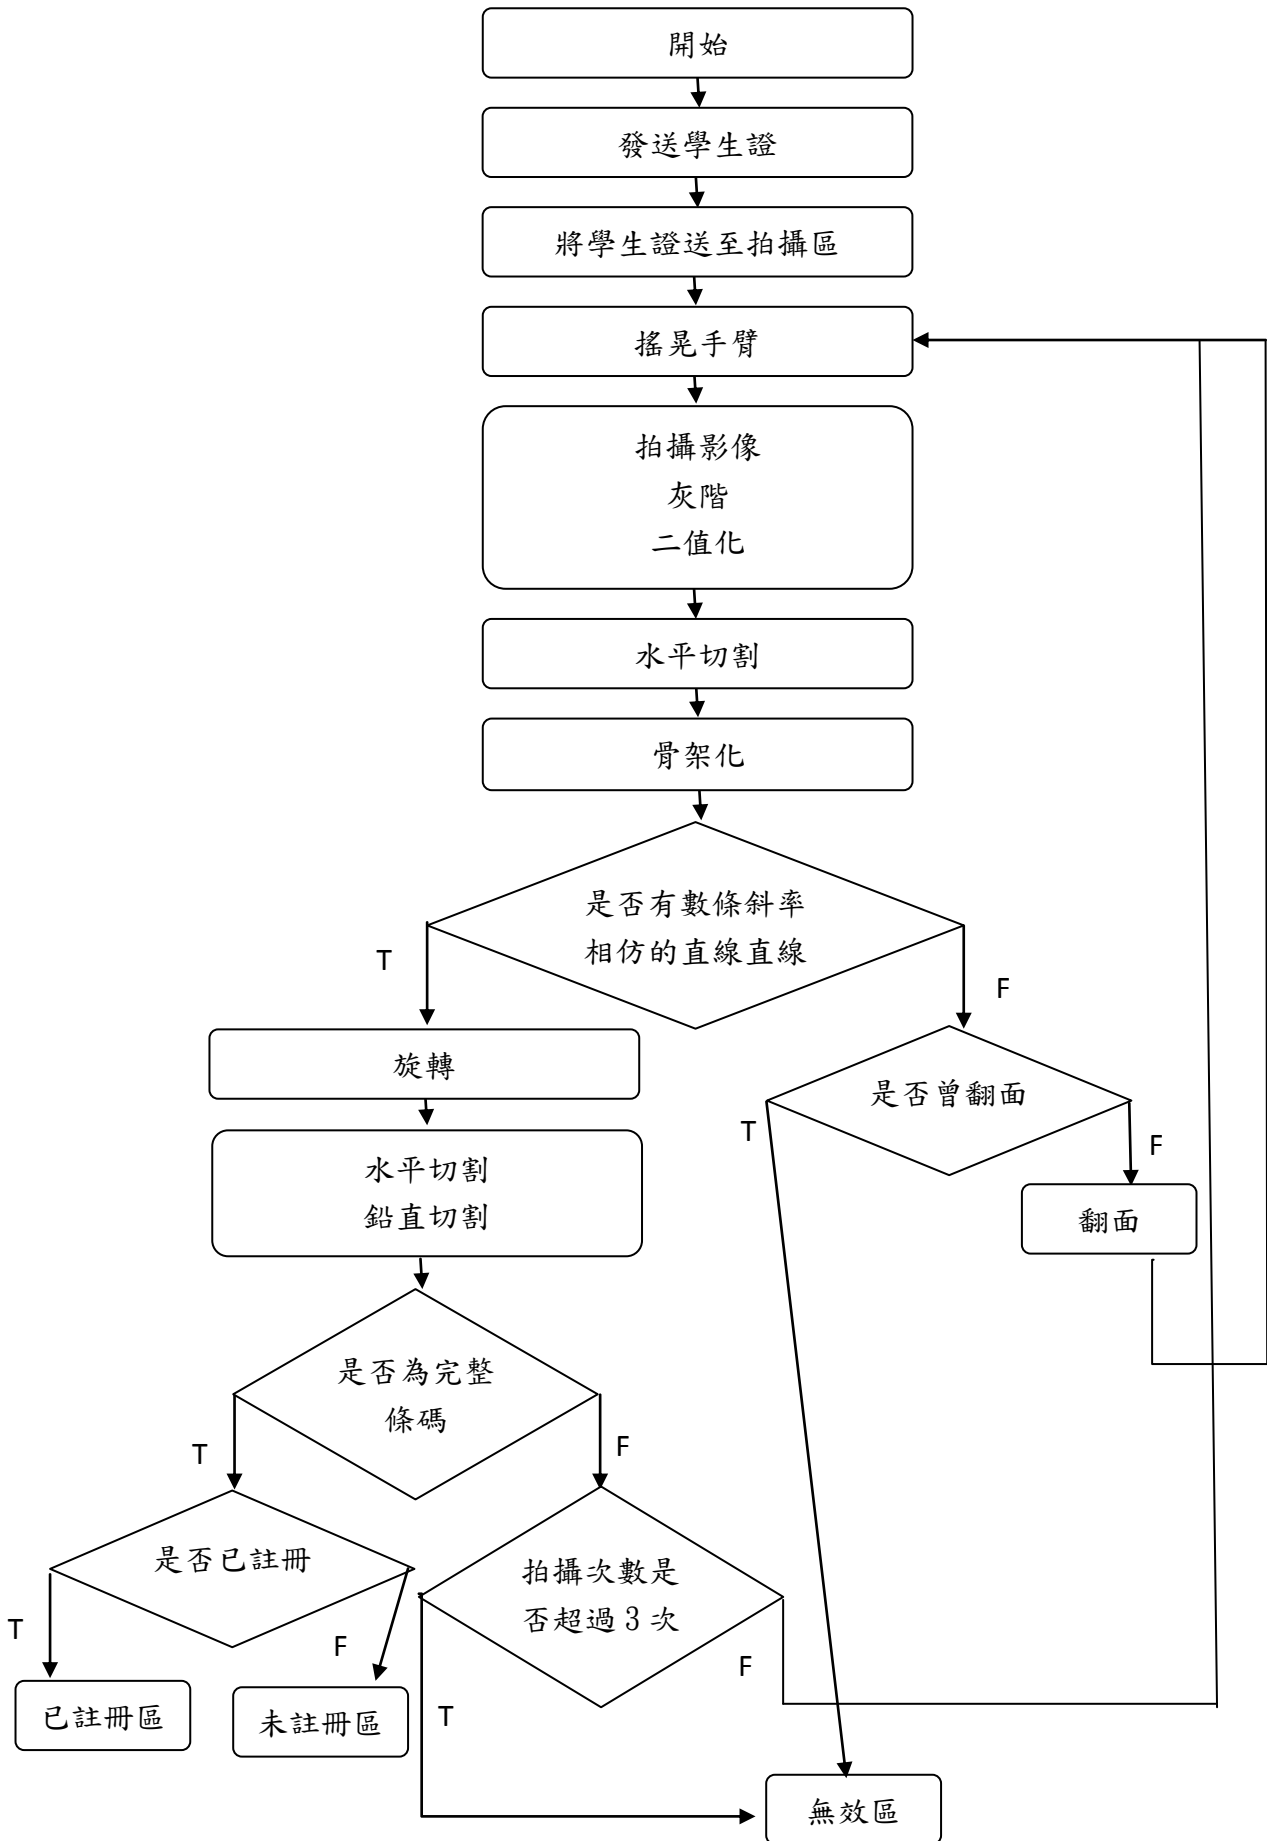 開始
發送學生證
將學生證送至拍攝區
搖晃手臂
拍攝影像
灰階
二值化
水平切割
骨架化
是否有數條斜率
相仿的直線直線
T
F
旋轉
是否曾翻面
T
F
水平切割
鉛直切割
翻面
是否為完整
條碼
T
F
是否已註冊
拍攝次數是
否超過3次
T
F
F
T
已註冊區
未註冊區
無效區